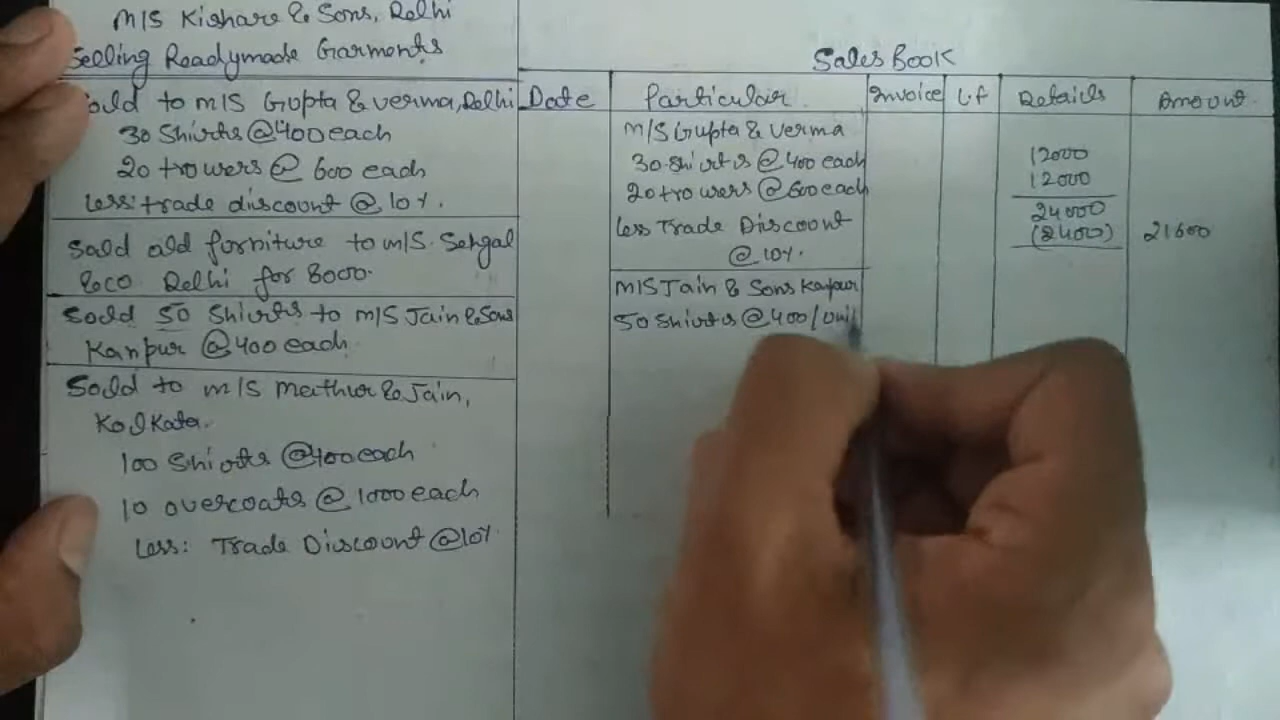 M/S Kishore & Sons, Delhi
Selling Readymade Garments
Sold to M/S Gupta & Verma, Delhi
30 Shirts @ 400 each
20 trowers @ 600 each
Less: trade discount @ 10%.
Sold old furniture to M/S. Sehgal
& co Delhi for 8000.
Sold 50 Shirts to M/S Jain & Sons
Kanpur @ 400 each
Sold to M/S Mathur & Jain,
Kolkata.
100 Shirts @ 400 each
10 overcoats @ 1000 each
Less: Trade Discount @ 10%.
Sales Book
Date Particular Invoice L.f Details Amount
M/S Gupta & Verma
30 Shirts @ 400 each 12000
20 trowers @ 600 each 12000
24000
Less Trade Discount (2400) 21600
@ 10%.
M/S Jain & Sons Kanpur
50 Shirts @ 400/Uni